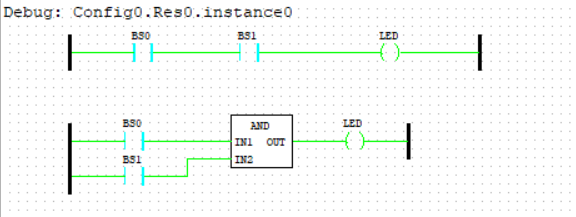 Debug: Config0.Res0.instance0
BS0 BS1 LED
BS0 AND LED
IN1 OUT
BS1 IN2